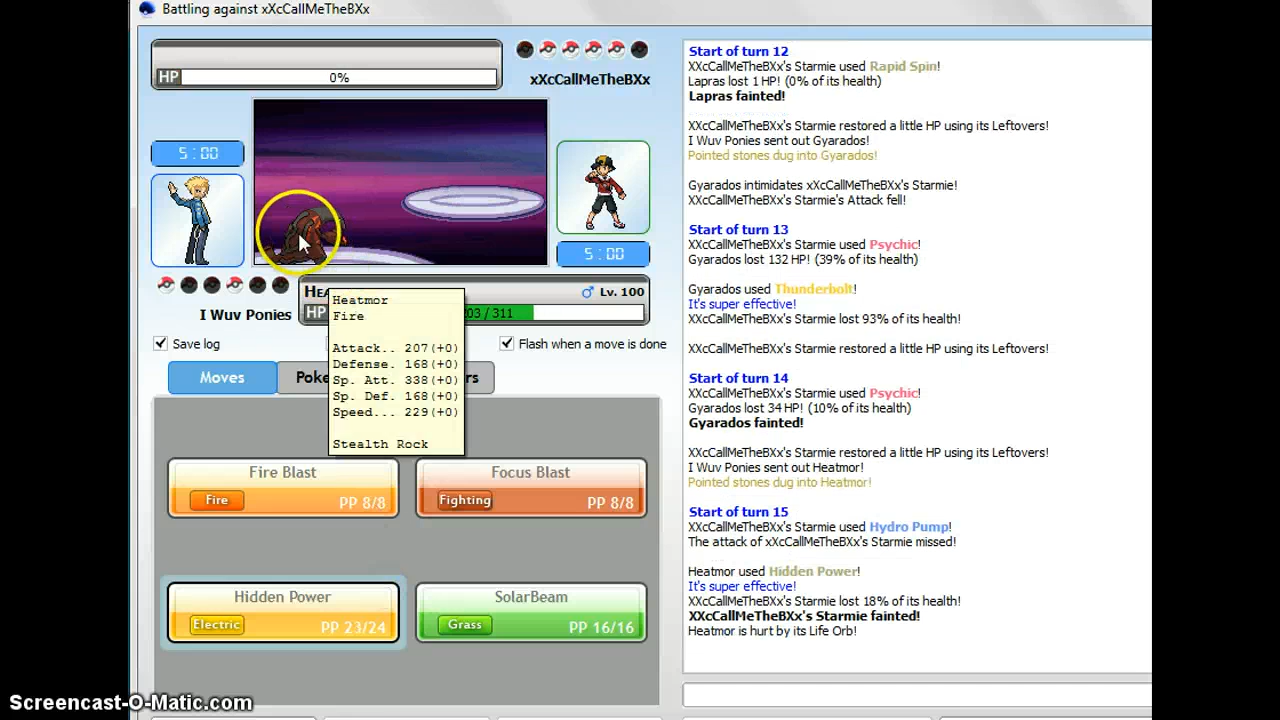 Battling against xXcCallMeTheBXx
HP 0%
xXcCallMeTheBXx
5:00
5:00
I Wuv Ponies
♂ Lv. 100
HP 203 / 311
Heatmor
Fire
Attack.. 207(+0)
Defense. 168(+0)
Sp. Att. 338(+0)
Sp. Def. 168(+0)
Speed... 229(+0)
Stealth Rock
Save log
Flash when a move is done
Moves
Fire Blast
Fire PP 8/8
Focus Blast
Fighting PP 8/8
Hidden Power
Electric PP 23/24
SolarBeam
Grass PP 16/16
Start of turn 12
XXcCallMeTheBXx's Starmie used Rapid Spin!
Lapras lost 1 HP! (0% of its health)
Lapras fainted!
XXcCallMeTheBXx's Starmie restored a little HP using its Leftovers!
I Wuv Ponies sent out Gyarados!
Pointed stones dug into Gyarados!
Gyarados intimidates xXcCallMeTheBXx's Starmie!
XXcCallMeTheBXx's Starmie's Attack fell!
Start of turn 13
XXcCallMeTheBXx's Starmie used Psychic!
Gyarados lost 132 HP! (39% of its health)
Gyarados used Thunderbolt!
It's super effective!
XXcCallMeTheBXx's Starmie lost 93% of its health!
XXcCallMeTheBXx's Starmie restored a little HP using its Leftovers!
Start of turn 14
XXcCallMeTheBXx's Starmie used Psychic!
Gyarados lost 34 HP! (10% of its health)
Gyarados fainted!
XXcCallMeTheBXx's Starmie restored a little HP using its Leftovers!
I Wuv Ponies sent out Heatmor!
Pointed stones dug into Heatmor!
Start of turn 15
XXcCallMeTheBXx's Starmie used Hydro Pump!
The attack of xXcCallMeTheBXx's Starmie missed!
Heatmor used Hidden Power!
It's super effective!
XXcCallMeTheBXx's Starmie lost 18% of its health!
XXcCallMeTheBXx's Starmie fainted!
Heatmor is hurt by its Life Orb!
Screencast-O-Matic.com